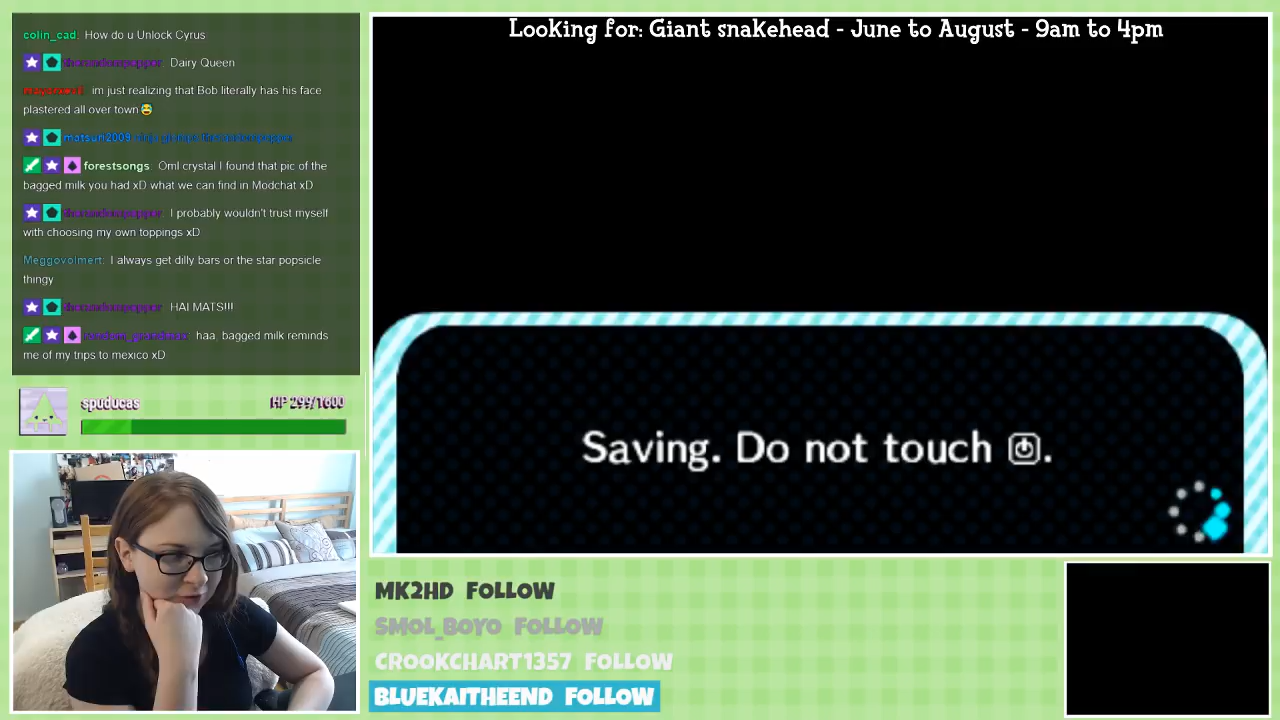 Looking for: Giant snakehead - June to August - 9am to 4pm
colin_cad: How do u Unlock Cyrus
Dairy Queen
im just realizing that Bob literally has his face
plastered all over town
matsuri2009
forestsongs: Oml crystal I found that pic of the
bagged milk you had xD what we can find in Modchat xD
I probably wouldn't trust myself
with choosing my own toppings xD
Meggovolmert: I always get dilly bars or the star popsicle
thingy
HAI MATS!!!
haa, bagged milk reminds
me of my trips to mexico xD
spuducas HP 299/1600
Saving. Do not touch .
MK2HD FOLLOW
SMOL_BOYO FOLLOW
CROOKCHART1357 FOLLOW
BLUEKAITHEEND FOLLOW